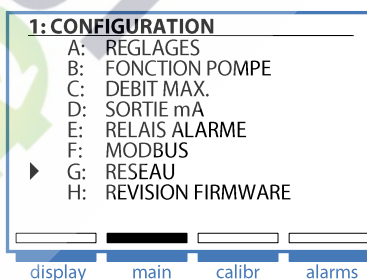 1: CONFIGURATION
A: REGLAGES
B: FONCTION POMPE
C: DEBIT MAX.
D: SORTIE mA
E: RELAIS ALARME
F: MODBUS
G: RESEAU
H: REVISION FIRMWARE
display main calibr alarms